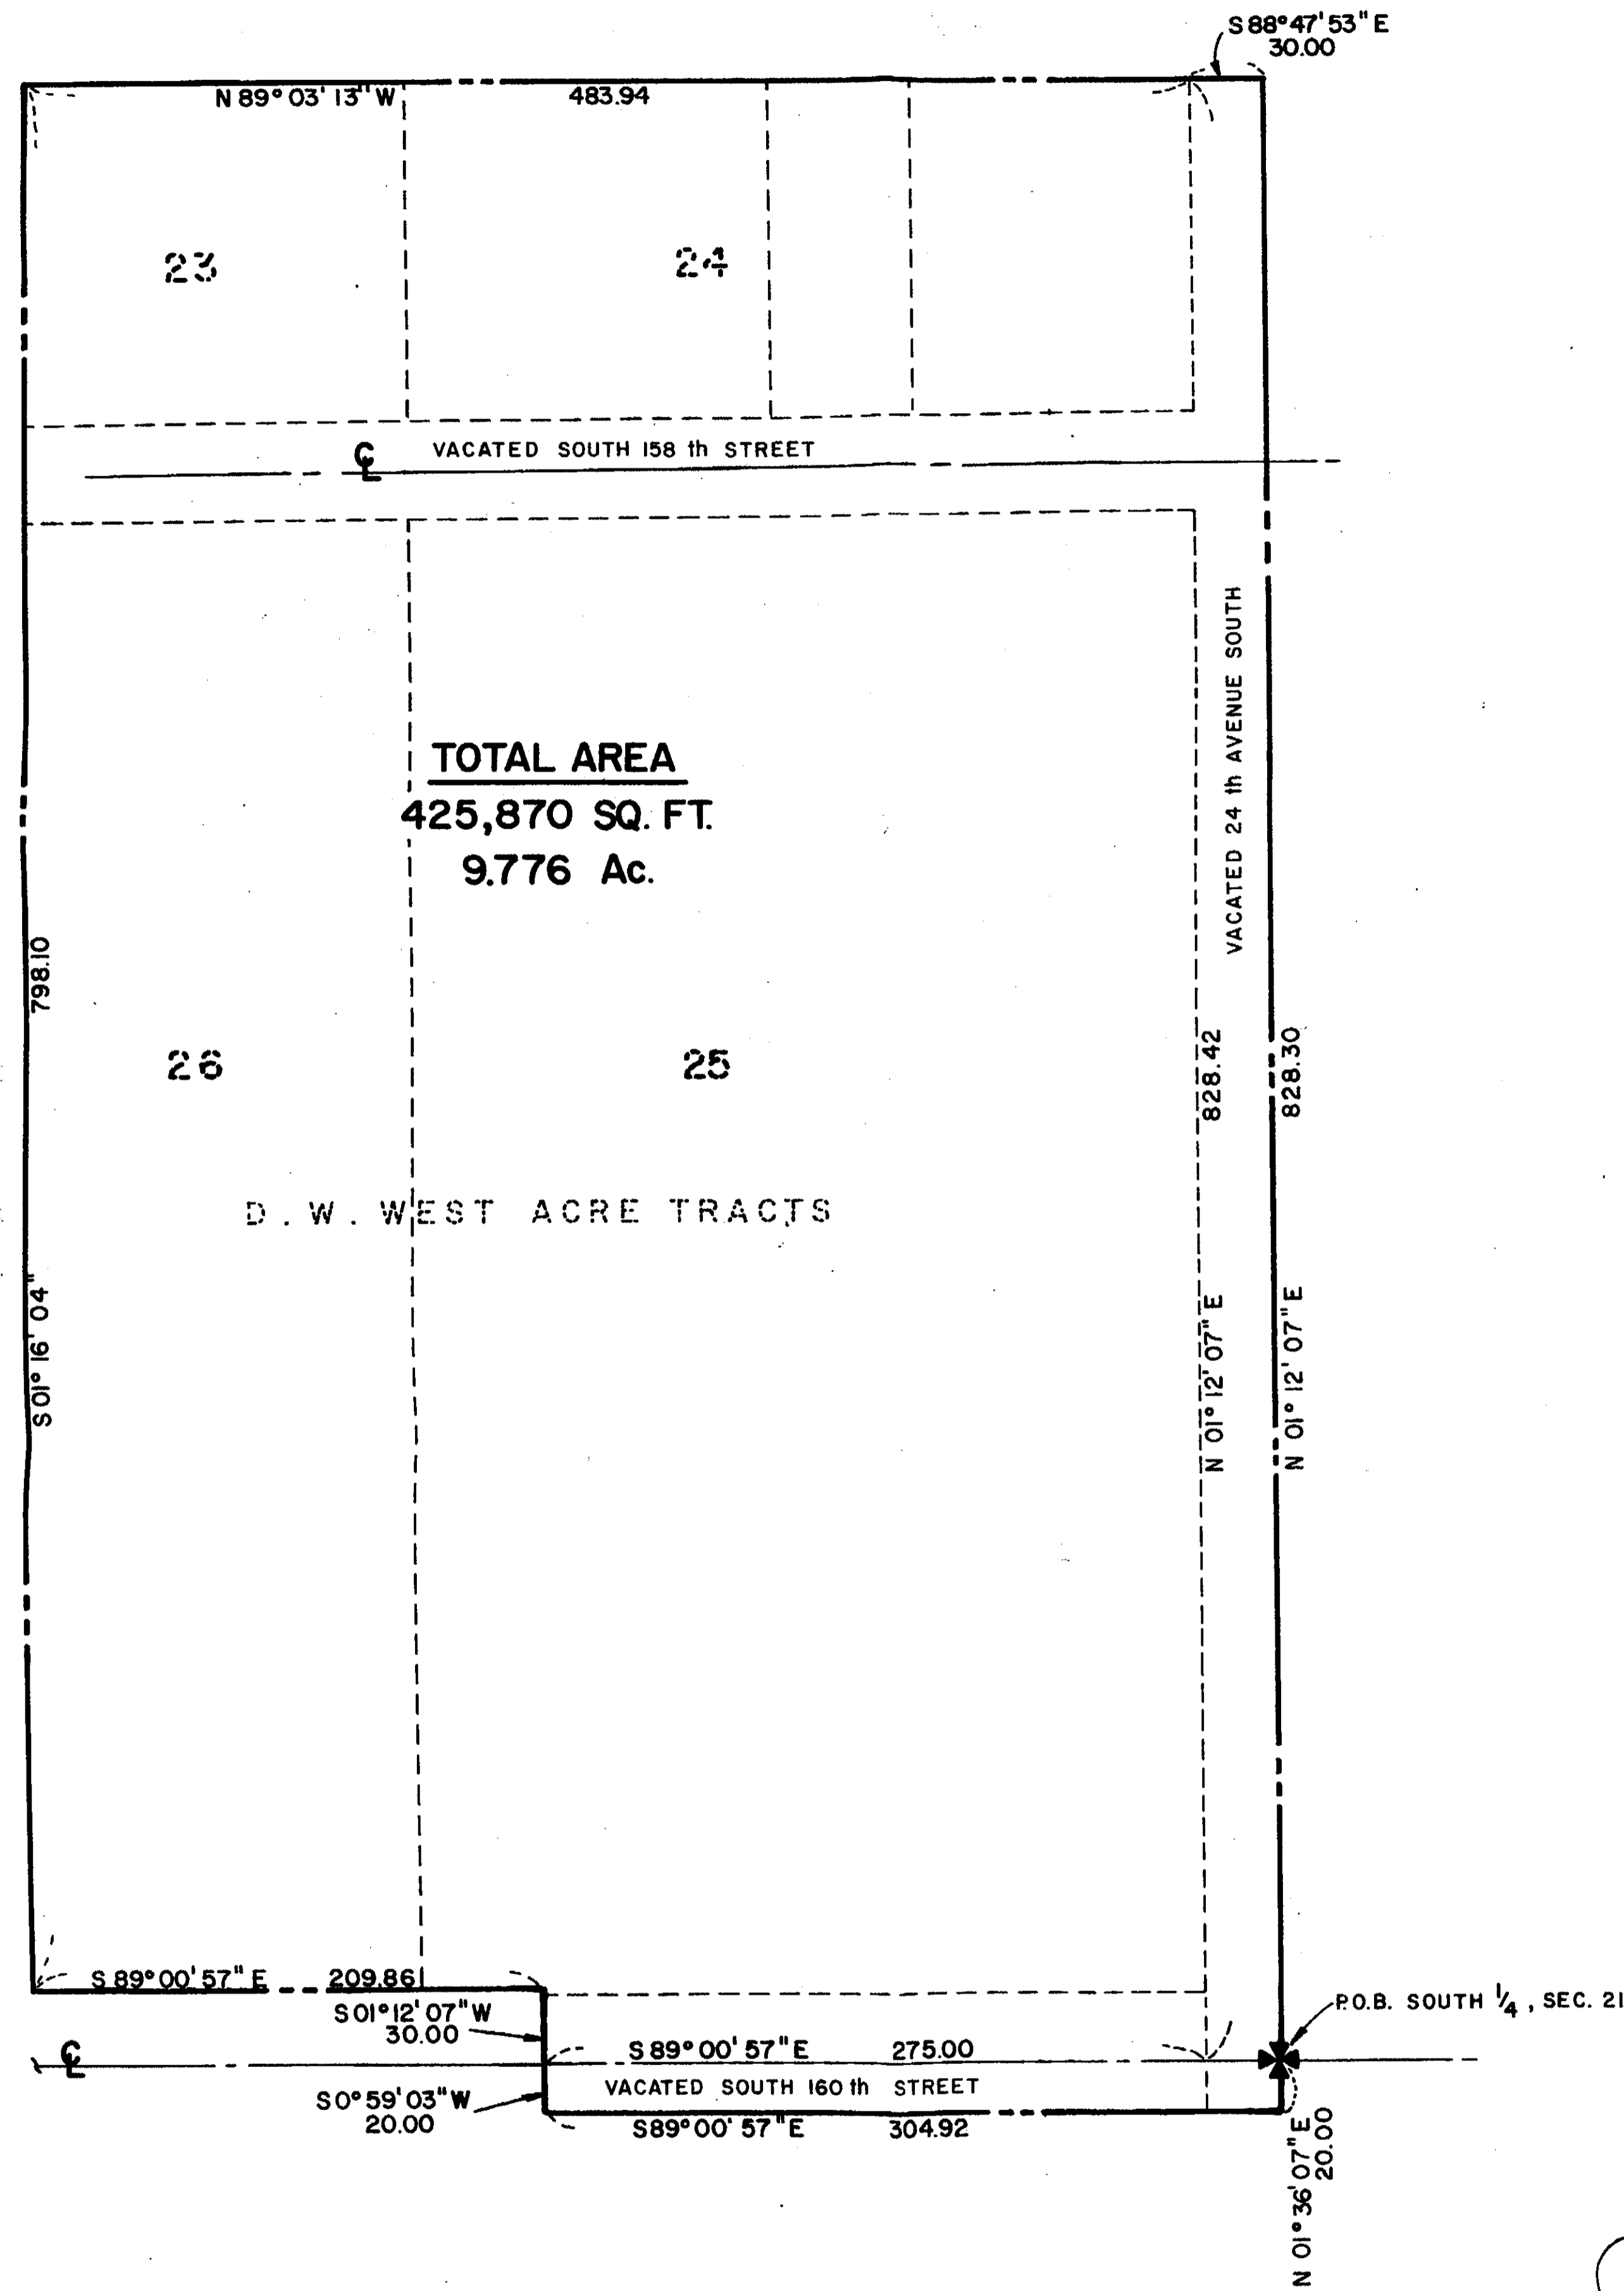 S 88° 47' 53" E
30.00
N 89° 03' 13" W 483.94
23
24
℄ VACATED SOUTH 158 th STREET
VACATED 24 th AVENUE SOUTH
TOTAL AREA
425,870 SQ. FT.
9.776 Ac.
798.10
S 01° 16' 04"
26
25
828.42
828.30
D. W. WEST ACRE TRACTS
N 01° 12' 07" E
N 01° 12' 07" E
S 89° 00' 57" E 209.86
S 01° 12' 07" W
30.00
P.O.B. SOUTH 1/4, SEC. 21
℄
S 89° 00' 57" E 275.00
VACATED SOUTH 160 th STREET
S 0° 59' 03" W
20.00
S 89° 00' 57" E 304.92
N 01° 36' 07" E
20.00